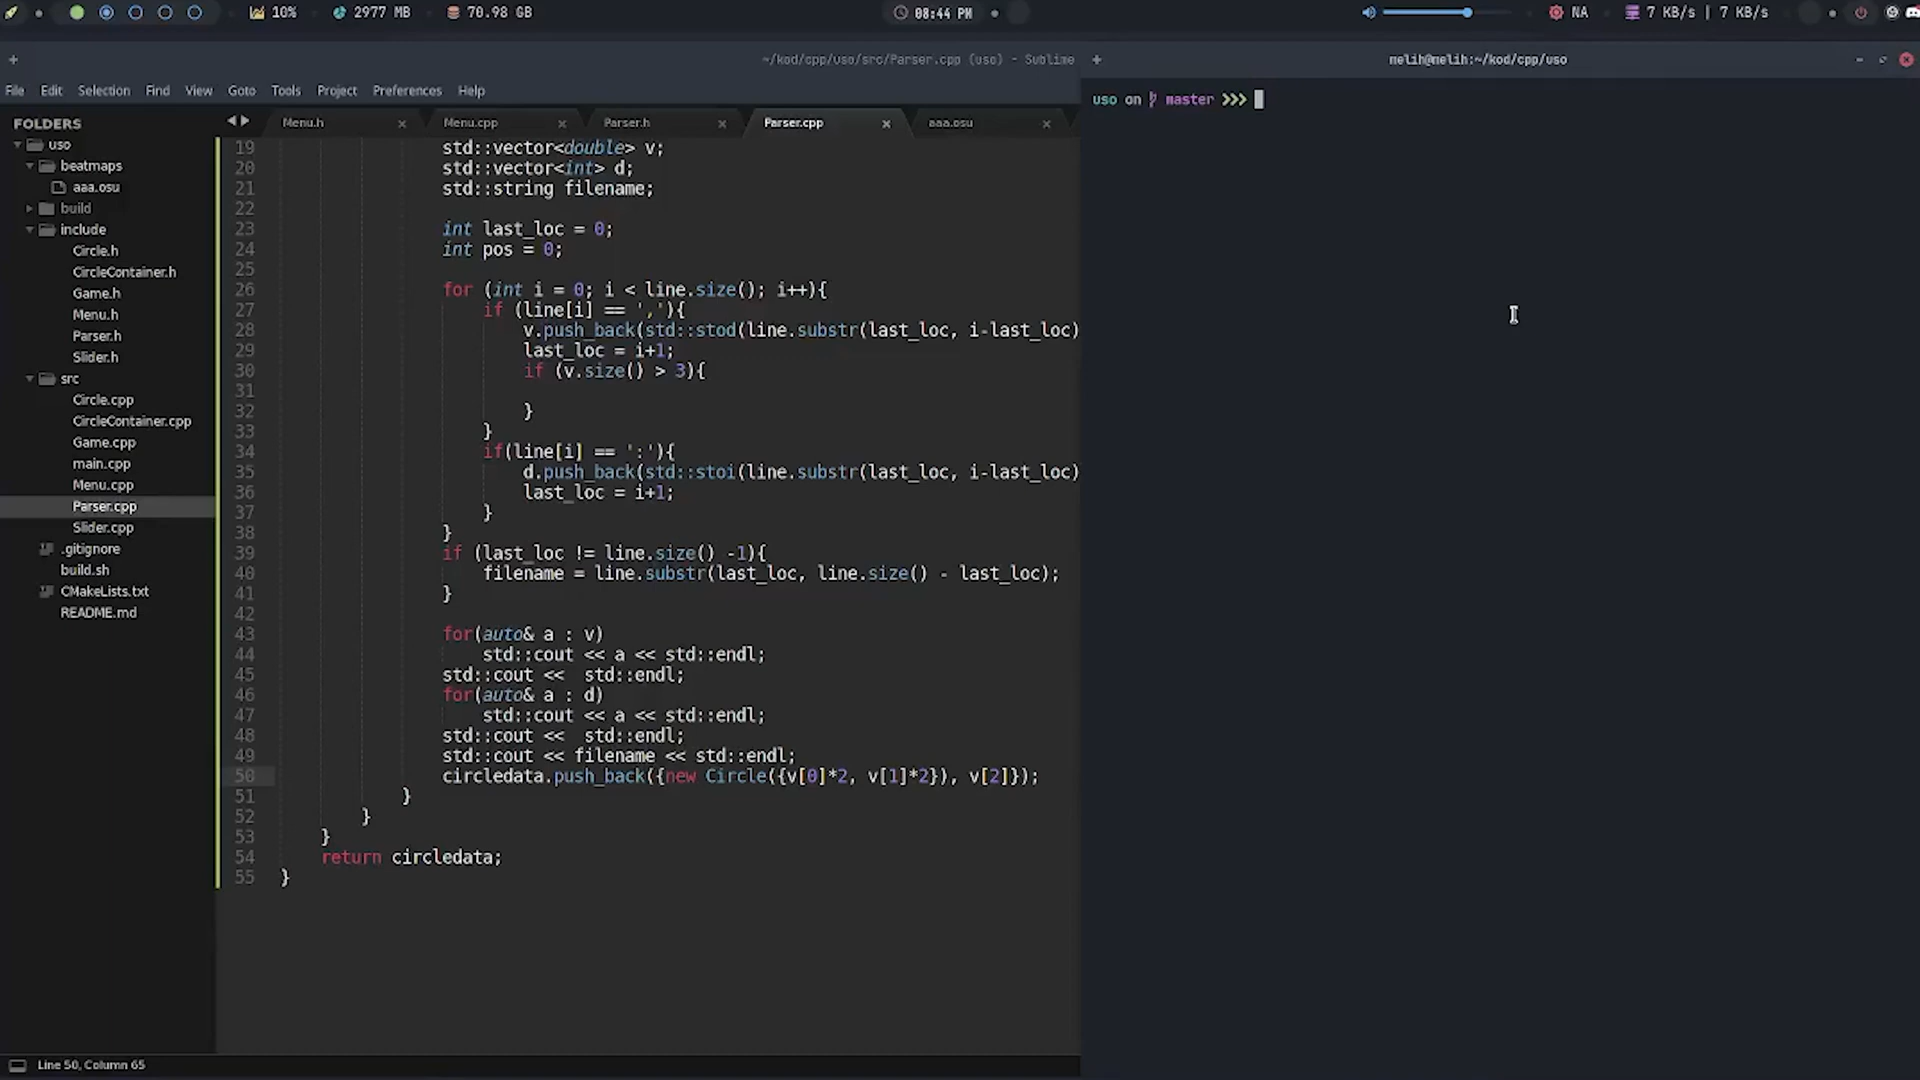 10%
2977 MB
70.98 GB
08:44 PM
NA
7 KB/s | 7 KB/s
~/kod/cpp/uso/src/Parser.cpp (uso) - Sublime
melih@melih:~/kod/cpp/uso
File Edit Selection Find View Goto Tools Project Preferences Help
uso on master >>>
FOLDERS
uso
beatmaps
aaa.osu
build
include
Circle.h
CircleContainer.h
Game.h
Menu.h
Parser.h
Slider.h
src
Circle.cpp
CircleContainer.cpp
Game.cpp
main.cpp
Menu.cpp
Parser.cpp
Slider.cpp
.gitignore
build.sh
CMakeLists.txt
README.md
Menu.h
Menu.cpp
Parser.h
Parser.cpp
aaa.osu
19 std::vector<double> v;
20 std::vector<int> d;
21 std::string filename;
22
23 int last_loc = 0;
24 int pos = 0;
25
26 for (int i = 0; i < line.size(); i++){
27 if (line[i] == ','){
28 v.push_back(std::stod(line.substr(last_loc, i-last_loc)
29 last_loc = i+1;
30 if (v.size() > 3){
31
32 }
33 }
34 if(line[i] == ':'){
35 d.push_back(std::stoi(line.substr(last_loc, i-last_loc)
36 last_loc = i+1;
37 }
38 }
39 if (last_loc != line.size() -1){
40 filename = line.substr(last_loc, line.size() - last_loc);
41 }
42
43 for(auto& a : v)
44 std::cout << a << std::endl;
45 std::cout <<  std::endl;
46 for(auto& a : d)
47 std::cout << a << std::endl;
48 std::cout <<  std::endl;
49 std::cout << filename << std::endl;
50 circledata.push_back({new Circle({v[0]*2, v[1]*2}), v[2]});
51 }
52 }
53 }
54 return circledata;
55 }
Line 50, Column 65